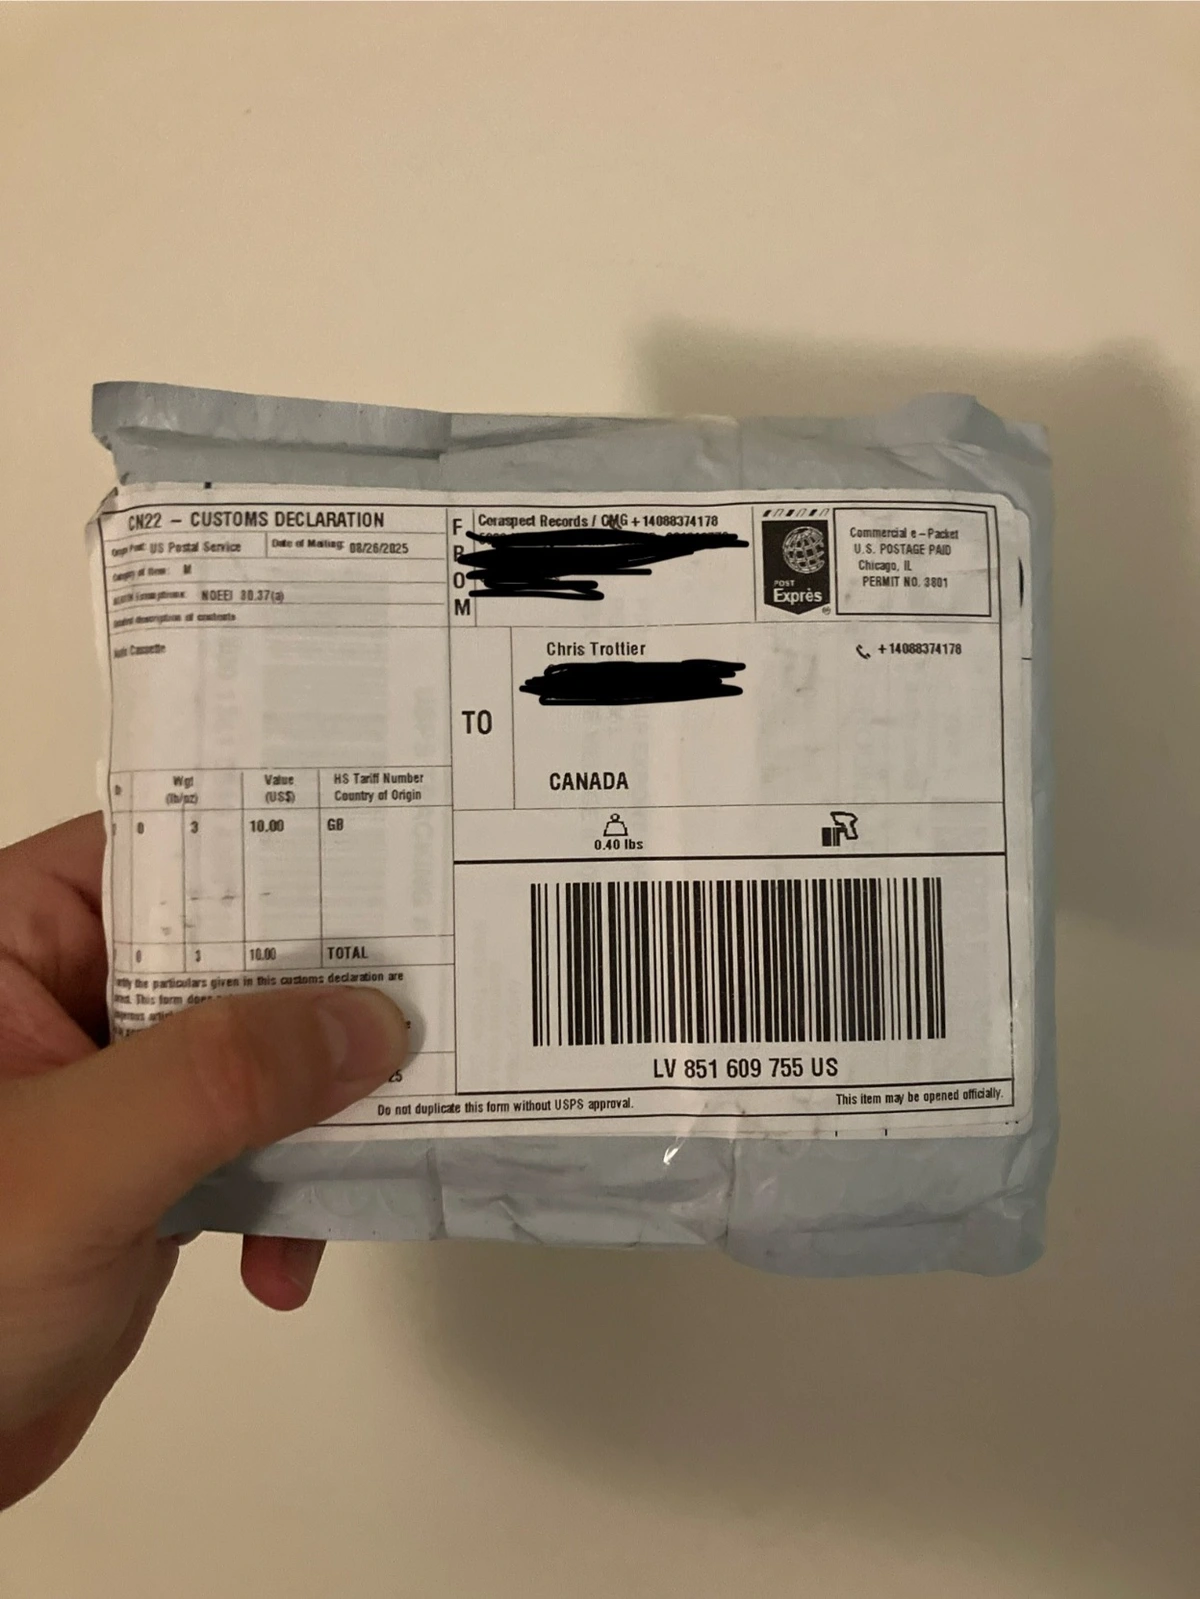 CN22 – CUSTOMS DECLARATION
US Postal Service
Date of Mailing: 08/26/2025
M
NOEEI 30.37(a)
Cassette
Wgt
(lb/oz)
Value
(US$)
HS Tariff Number
Country of Origin
0 3 10.00 GB
0 3 10.00 TOTAL
the particulars given in this customs declaration are
This form
25
FROM
Coraspect Records / CMG +14088374178
POST
Exprès
Commercial e-Packet
U.S. POSTAGE PAID
Chicago, IL
PERMIT NO. 3801
TO
Chris Trottier
+14088374178
CANADA
0.40 lbs
LV 851 609 755 US
Do not duplicate this form without USPS approval.
This item may be opened officially.